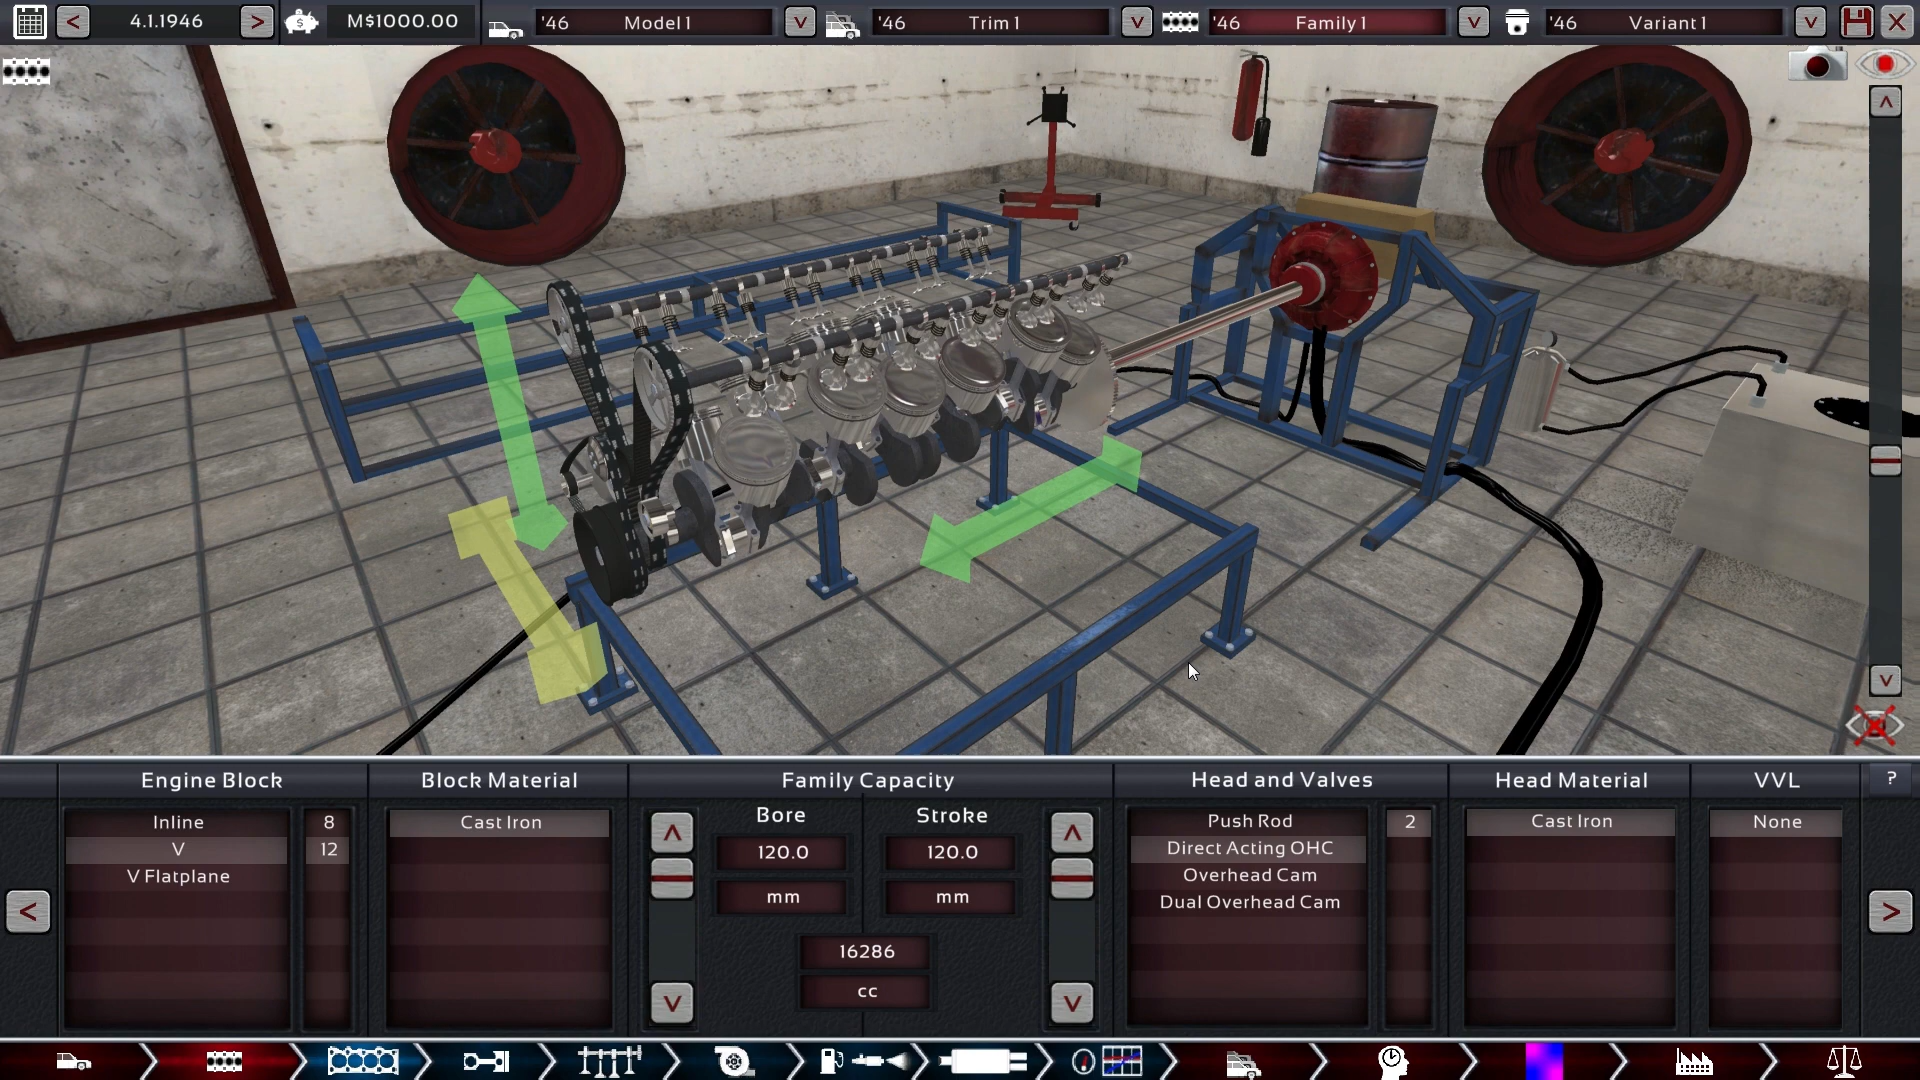 4.1.1946
M$1000.00
'46 Model 1
'46 Trim 1
'46 Family 1
'46 Variant 1
Engine Block
Block Material
Family Capacity
Head and Valves
Head Material
VVL
?
Inline
V
V Flatplane
8
12
Cast Iron
Bore
120.0
mm
Stroke
120.0
mm
16286
cc
Push Rod
Direct Acting OHC
Overhead Cam
Dual Overhead Cam
2
Cast Iron
None